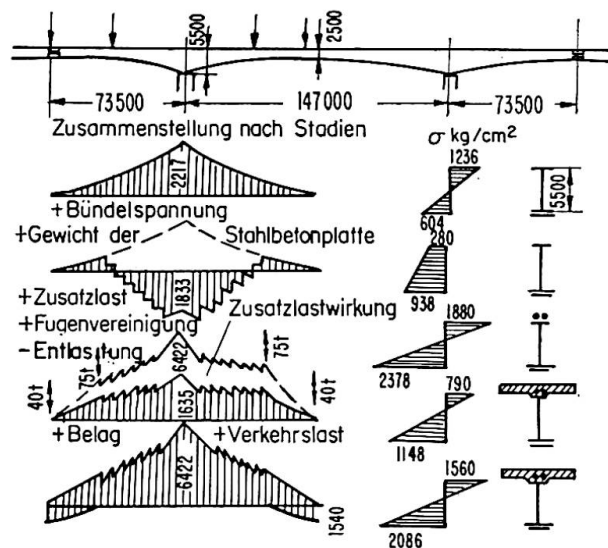 5500
2500
73500
147000
73500
Zusammenstellung nach Stadien
σ kg/cm²
1236
-2217
5500
+Bündelspannung
604
+Gewicht der Stahlbetonplatte
280
1833
938
+Zusatzlast
Zusatzlastwirkung
+Fugenvereinigung
1880
-Entlastung
75t
6422
75t
40t
40t
2378
790
1635
+Belag
+Verkehrslast
1148
1560
-6422
1540
2086